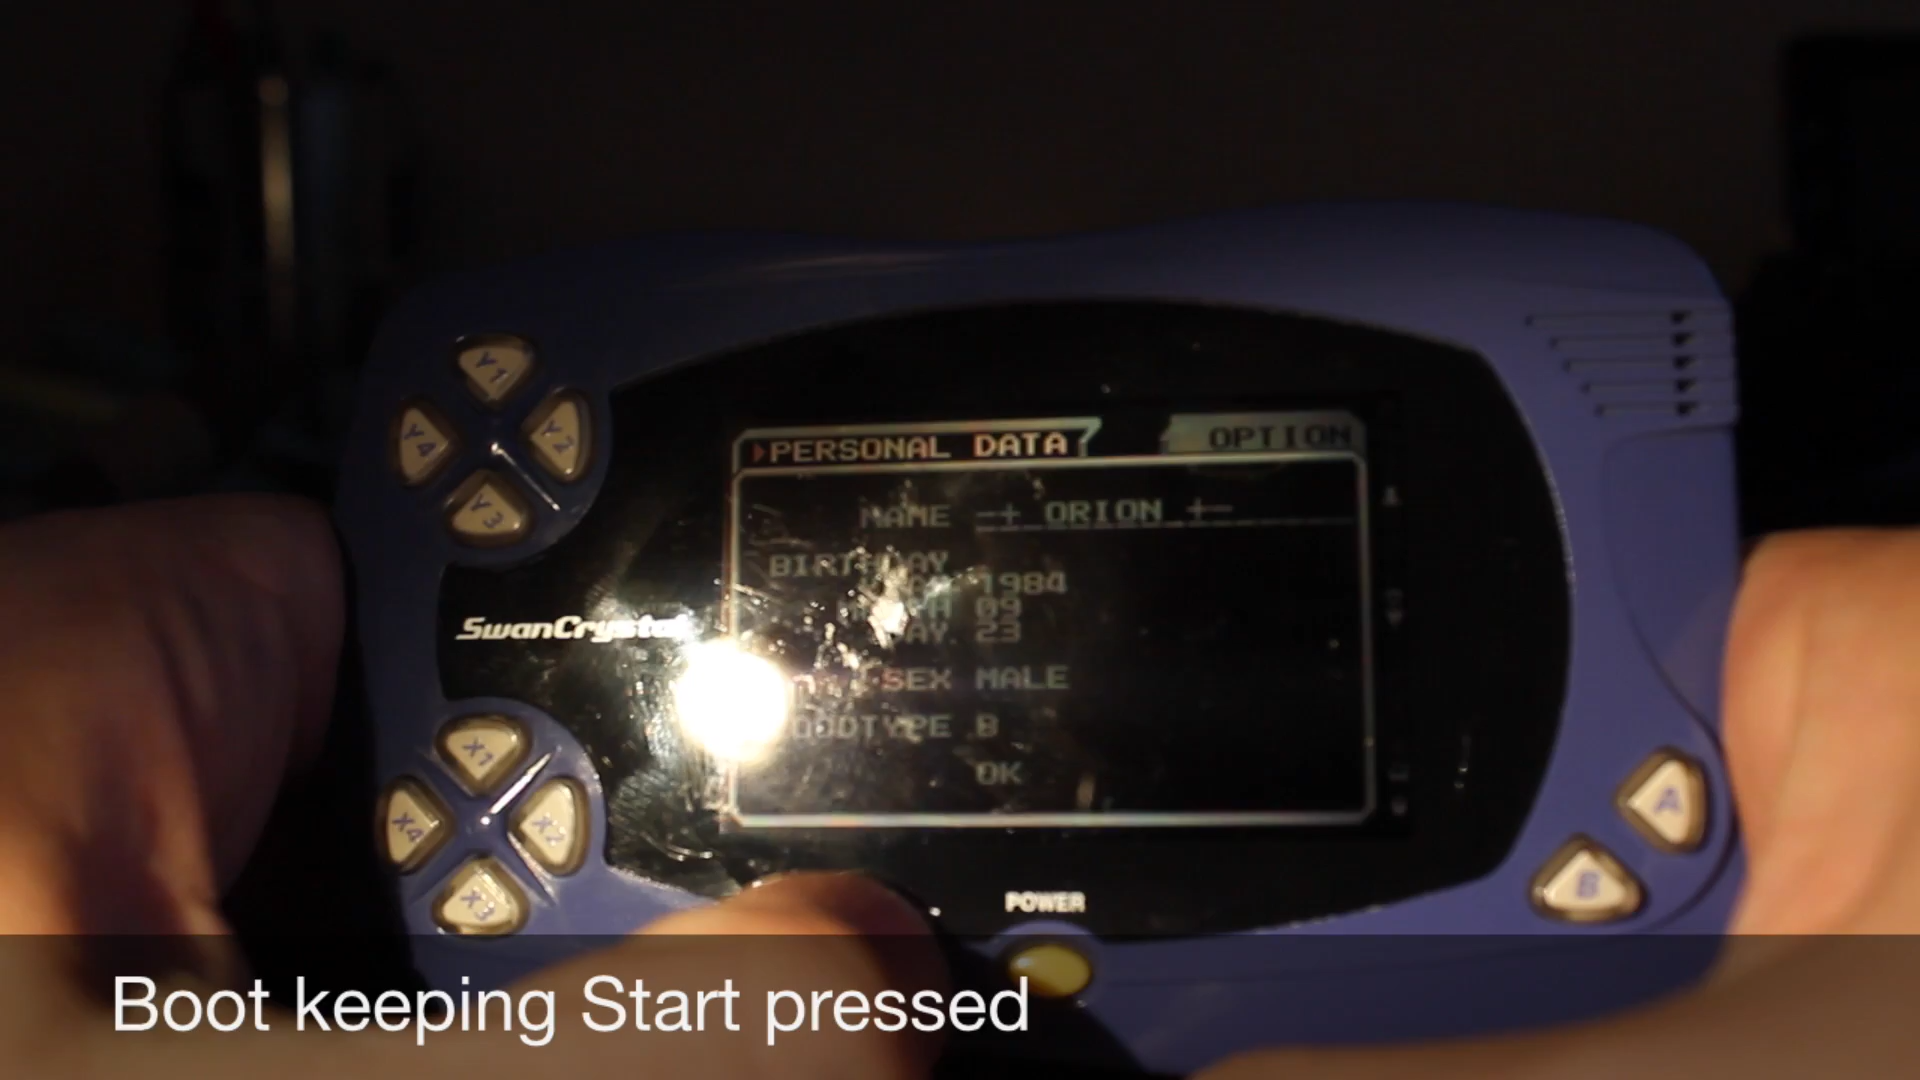 Y1
Y4
Y2
Y3
PERSONAL DATA
OPTION
NAME -+ ORION +-
BIRTHDAY
1984
09
23
SwanCrystal
SEX MALE
B
OK
X1
X4
X2
X3
A
B
POWER
Boot keeping Start pressed